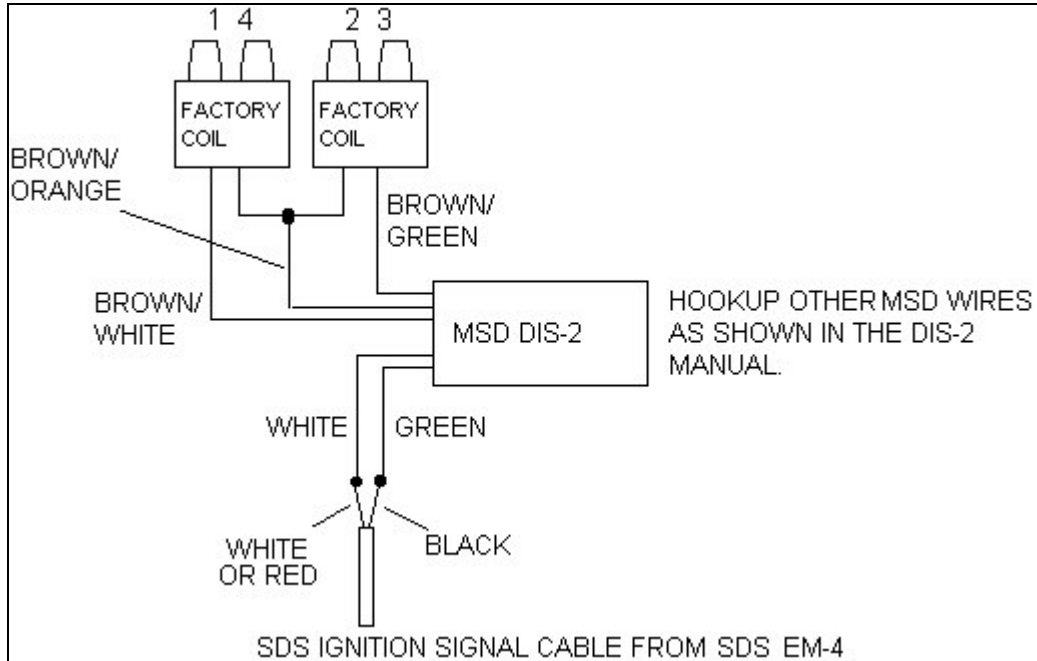 1 4 2 3
FACTORY
COIL
FACTORY
COIL
BROWN/
ORANGE
BROWN/
GREEN
BROWN/
WHITE
MSD DIS-2
HOOKUP OTHER MSD WIRES
AS SHOWN IN THE DIS-2
MANUAL.
WHITE
GREEN
WHITE
OR RED
BLACK
SDS IGNITION SIGNAL CABLE FROM SDS EM-4